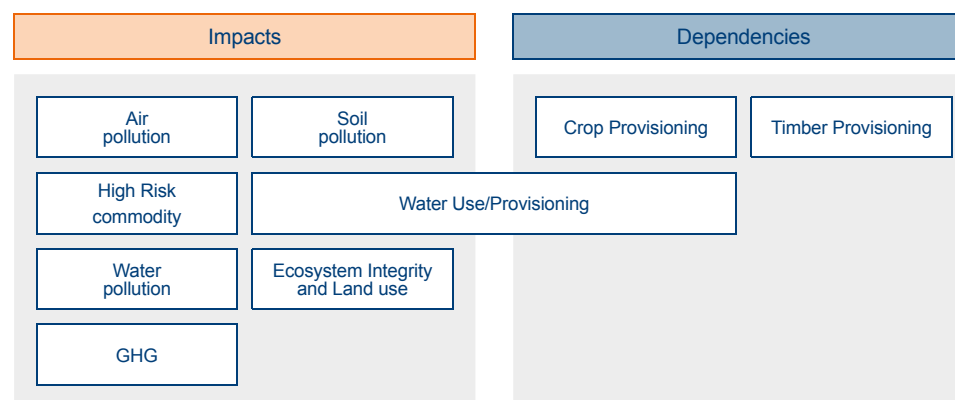 Impacts
Dependencies
Air
pollution
Soil
pollution
Crop Provisioning
Timber Provisioning
High Risk
commodity
Water Use/Provisioning
Water
pollution
Ecosystem Integrity
and Land use
GHG